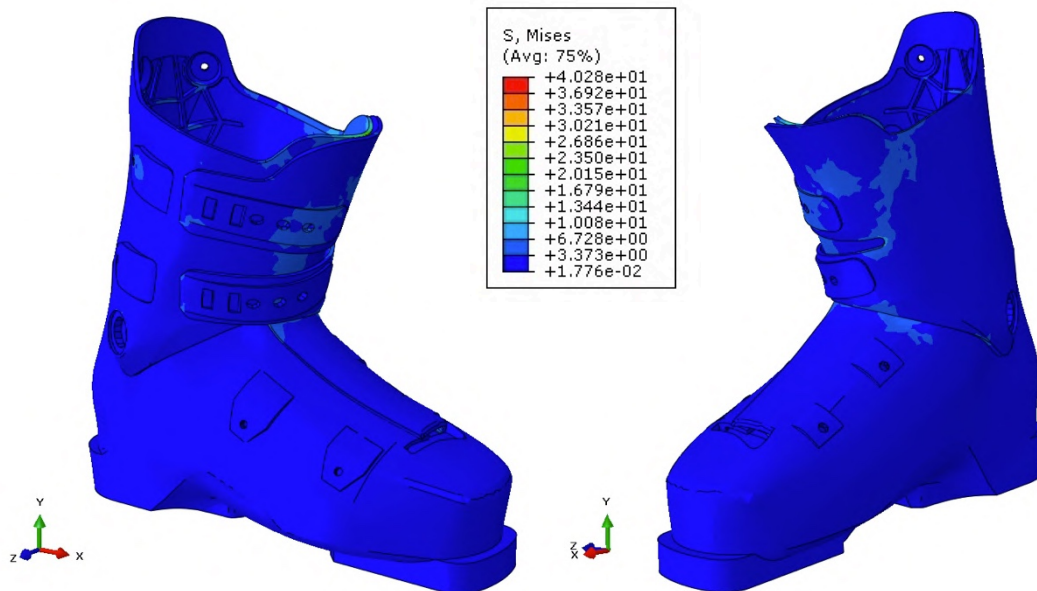 S, Mises
(Avg: 75%)
+4.028e+01
+3.692e+01
+3.357e+01
+3.021e+01
+2.686e+01
+2.350e+01
+2.015e+01
+1.679e+01
+1.344e+01
+1.008e+01
+6.728e+00
+3.373e+00
+1.776e-02
Y
Z
X
Y
Z
X